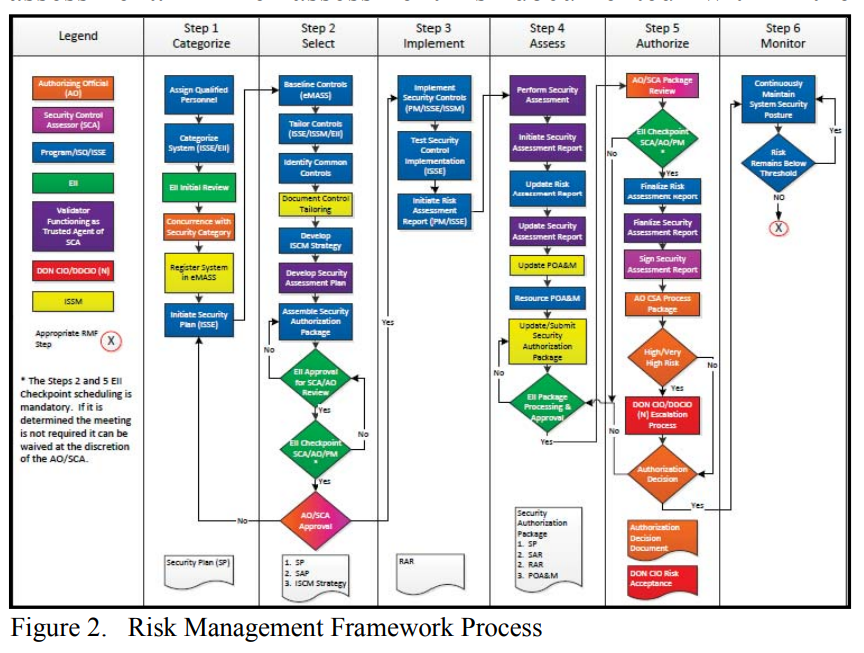 Legend
Authorizing Official
(AO)
Security Control
Assessor (SCA)
Program/ISO/ISSE
EII
Validator
Functioning as
Trusted Agent of
SCA
DON CIO/DDCIO (N)
ISSM
Appropriate RMF
Step
X
* The Steps 2 and 5 EII
Checkpoint scheduling is
mandatory. If it is
determined the meeting
is not required it can be
waived at the discretion
of the AO/SCA.
Step 1
Categorize
Assign Qualified
Personnel
Categorize
System (ISSE/EII)
EII Initial Review
Concurrence with
Security Category
Register System
in eMASS
Initiate Security
Plan (ISSE)
No
Security Plan (SP)
Step 2
Select
Baseline Controls
(eMASS)
Tailor Controls
(ISSE/ISSM/EII)
Identify Common
Controls
Document Control
Tailoring
Develop
ISCM Strategy
Develop Security
Assessment Plan
Assemble Security
Authorization
Package
No
EII Approval
for SCA/AO
Review
Yes
No
EII Checkpoint
SCA/AO/PM
*
Yes
AO/SCA
Approval
1. SP
2. SAP
3. ISCM Strategy
Step 3
Implement
Implement
Security Controls
(PM/ISSE/ISSM)
Test Security
Control
Implementation
(ISSE)
Initiate Risk
Assessment
Report (PM/ISSE)
Yes
RAR
Step 4
Assess
Perform Security
Assessment
Initiate Security
Assessment Report
Update Risk
Assessment Report
Update Security
Assessment Report
Update POA&M
Resource POA&M
Update/Submit
Security
Authorization
Package
No
EII Package
Processing &
Approval
Yes
Security
Authorization
Package
1. SP
2. SAR
2. RAR
3. POA&M
Step 5
Authorize
AO/SCA Package
Review
EII Checkpoint
SCA/AO/PM
*
No
Yes
Finalize Risk
Assessment Report
Fianlize Security
Assessment Report
Sign Security
Assessment Report
AO CSA Process
Package
High/Very
High Risk
No
Yes
DON CIO/DDCIO
(N) Escalation
Process
No
Authorization
Decision
Yes
Authorization
Decision
Document
DON CIO Risk
Acceptance
Step 6
Monitor
Continuously
Maintain
System Security
Posture
Yes
Risk
Remains Below
Threshold
NO
X
Figure 2. Risk Management Framework Process